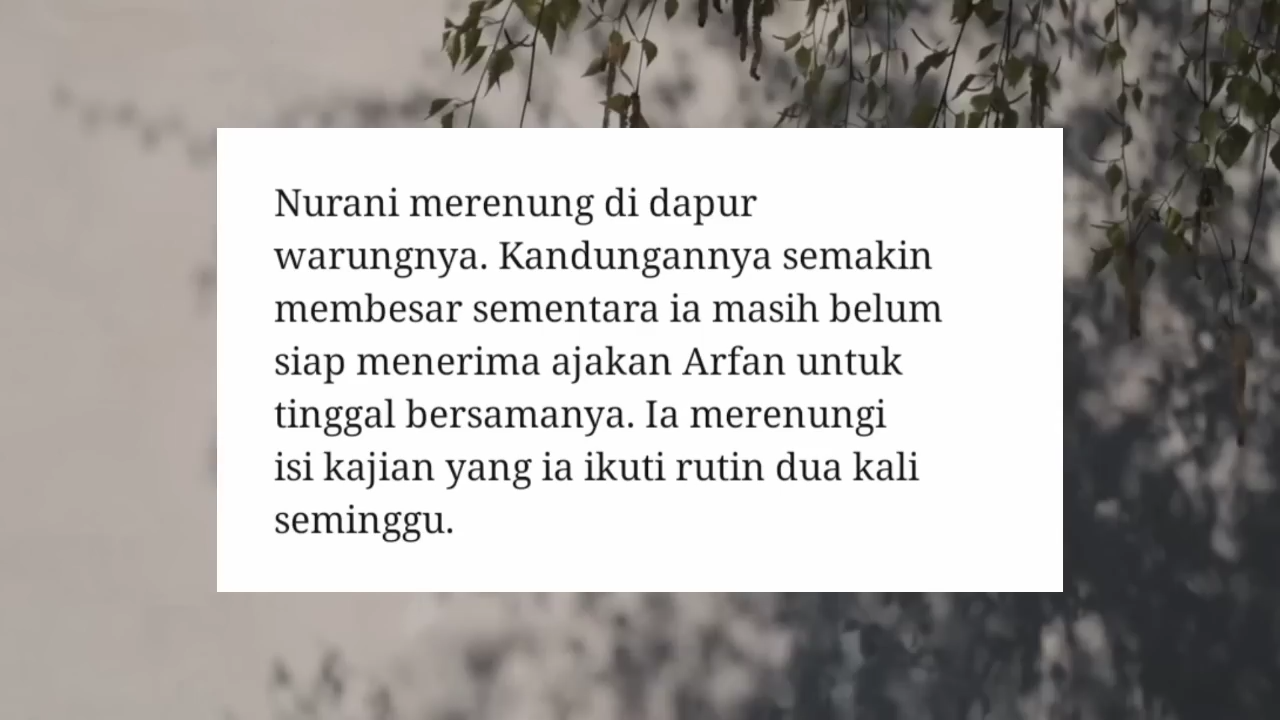 Nurani merenung di dapur
warungnya. Kandungannya semakin
membesar sementara ia masih belum
siap menerima ajakan Arfan untuk
tinggal bersamanya. Ia merenungi
isi kajian yang ia ikuti rutin dua kali
seminggu.